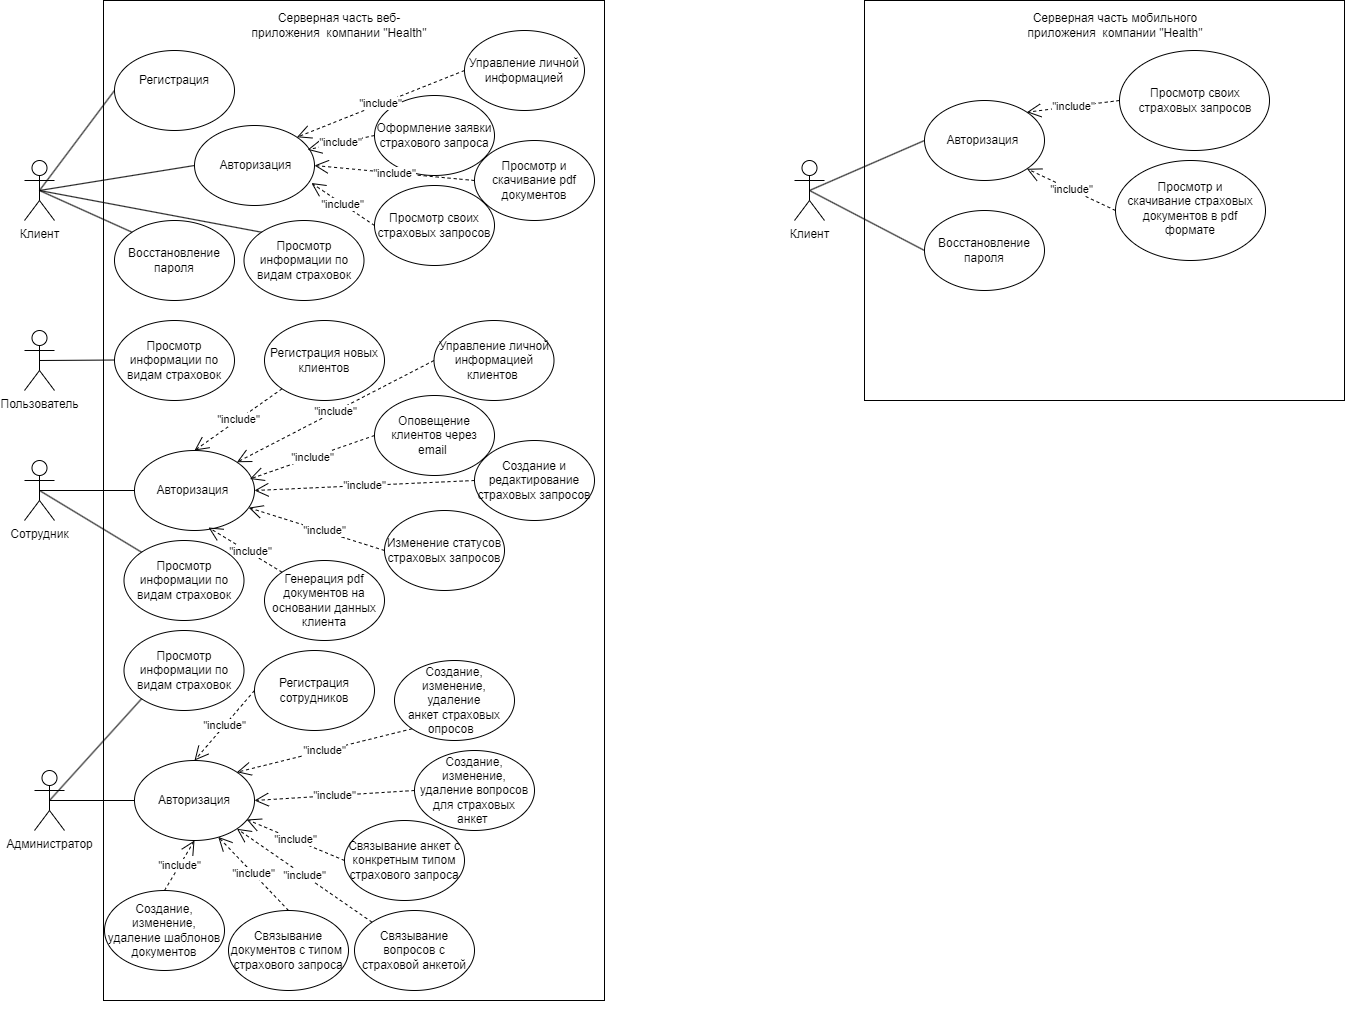 Серверная часть веб-
приложения компании "Health"
Регистрация
Управление личной
информацией
"include"
Оформление заявки
страхового запроса
"include"
Авторизация
Просмотр и
скачивание pdf
документов
"include"
"include"
Просмотр своих
страховых запросов
Клиент
Восстановление
пароля
Просмотр
информации по
видам страховок
Пользователь
Просмотр
информации по
видам страховок
Регистрация новых
клиентов
Управление личной
информацией
клиентов
"include"
"include"
Оповещение
клиентов через
email
"include"
Создание и
редактирование
страховых запросов
"include"
Авторизация
Сотрудник
"include"
Изменение статусов
страховых запросов
"include"
Просмотр
информации по
видам страховок
Генерация pdf
документов на
основании данных
клиента
Просмотр
информации по
видам страховок
Регистрация
сотрудников
Создание,
изменение,
удаление
анкет страховых
опросов
"include"
"include"
Создание,
изменение,
удаление вопросов
для страховых
анкет
"include"
Авторизация
Администратор
"include"
Связывание анкет с
конкретным типом
страхового запроса
"include"
"include"
"include"
Создание,
изменение,
удаление шаблонов
документов
Связывание
документов с типом
страхового запроса
Связывание
вопросов с
страховой анкетой
Серверная часть мобильного
приложения компании "Health"
Просмотр своих
страховых запросов
"include"
Авторизация
"include"
Просмотр и
скачивание страховых
документов в pdf
формате
Клиент
Восстановление
пароля